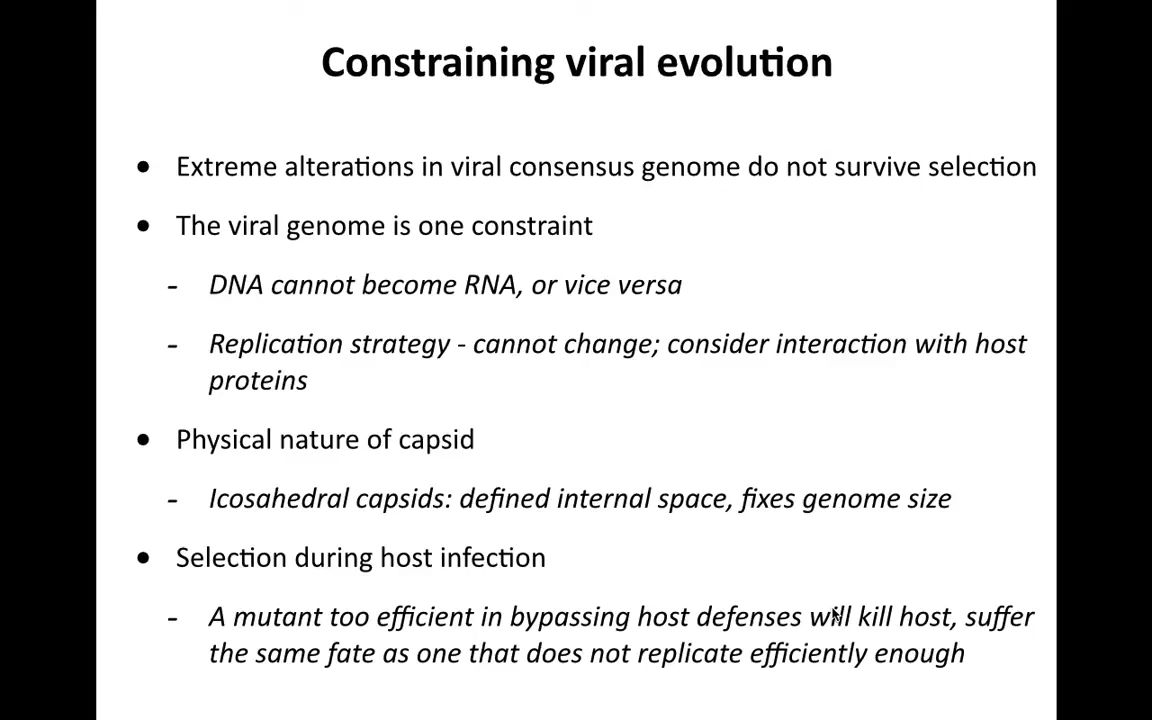 Constraining viral evolution
• Extreme alterations in viral consensus genome do not survive selection
• The viral genome is one constraint
- DNA cannot become RNA, or vice versa
- Replication strategy - cannot change; consider interaction with host
proteins
• Physical nature of capsid
- Icosahedral capsids: defined internal space, fixes genome size
• Selection during host infection
- A mutant too efficient in bypassing host defenses will kill host, suffer
the same fate as one that does not replicate efficiently enough